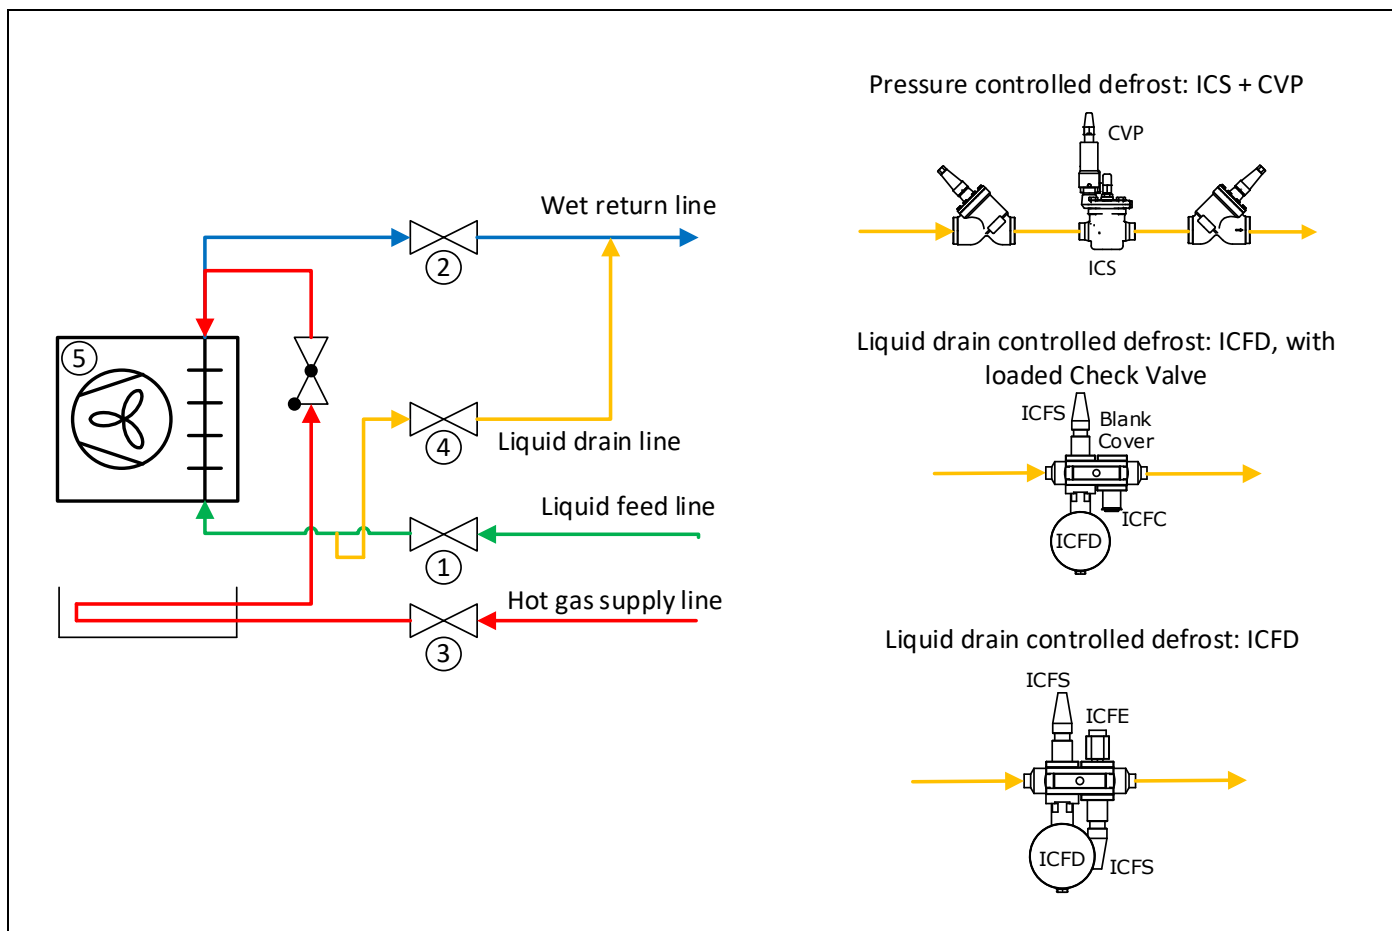 Wet return line
2
5
4
Liquid drain line
Liquid feed line
1
Hot gas supply line
3
Pressure controlled defrost: ICS + CVP
CVP
ICS
Liquid drain controlled defrost: ICFD, with
loaded Check Valve
ICFS
Blank
Cover
ICFC
ICFD
Liquid drain controlled defrost: ICFD
ICFS
ICFE
ICFD
ICFS